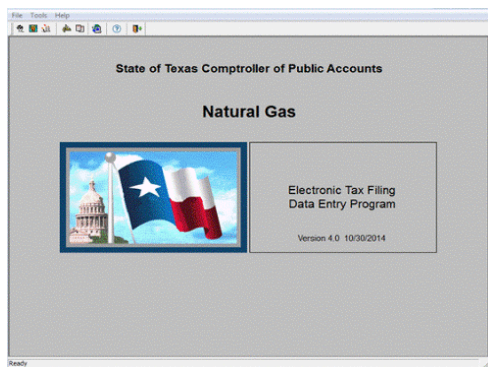 File Tools Help
State of Texas Comptroller of Public Accounts
Natural Gas
Electronic Tax Filing
Data Entry Program
Version 4.0 10/30/2014
Ready